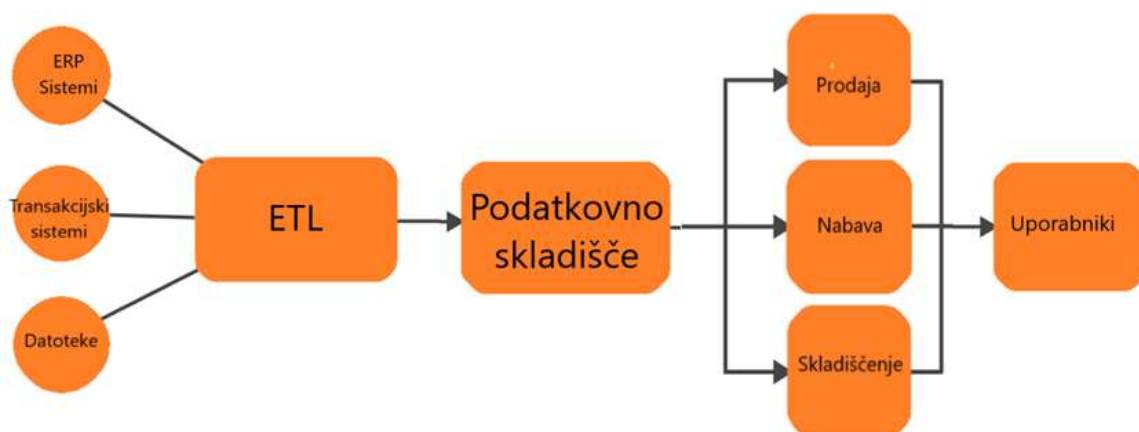 ERP
Sistemi
Transakcijski
sistemi
Datoteke
ETL
Podatkovno
skladišče
Prodaja
Nabava
Skladiščenje
Uporabniki